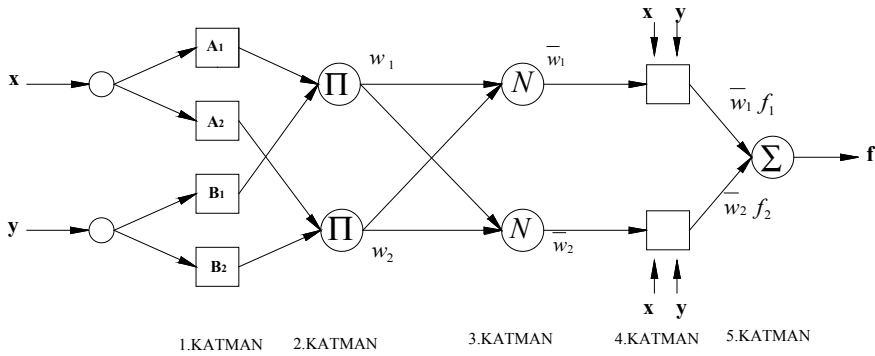 x y
A1
w1 w̅1
x Π N
w̅1 f1
A2
Σ f
B1
w̅2 f2
y Π N
w2 w̅2
B2
x y
1.KATMAN 2.KATMAN 3.KATMAN 4.KATMAN 5.KATMAN